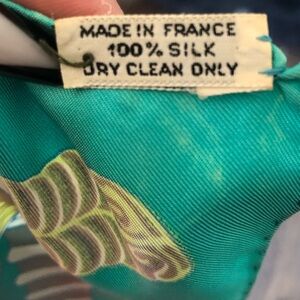 MADE IN FRANCE
100% SILK
DRY CLEAN ONLY